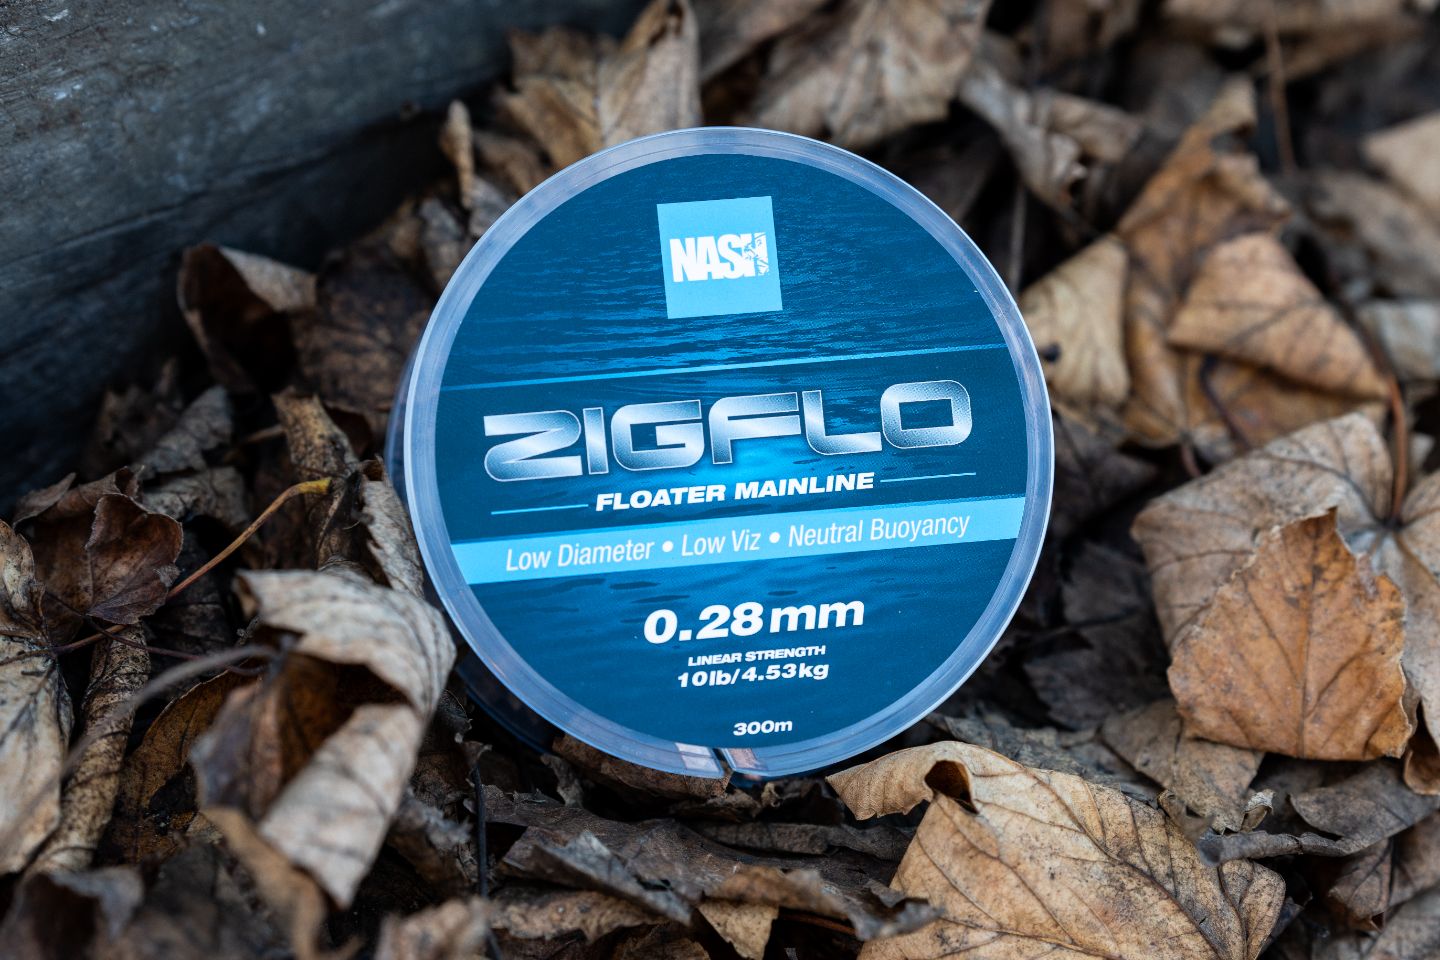 NASH
ZIGFLO
FLOATER MAINLINE
Low Diameter • Low Viz • Neutral Buoyancy
0.28mm
LINEAR STRENGTH
10lb/4.53kg
300m